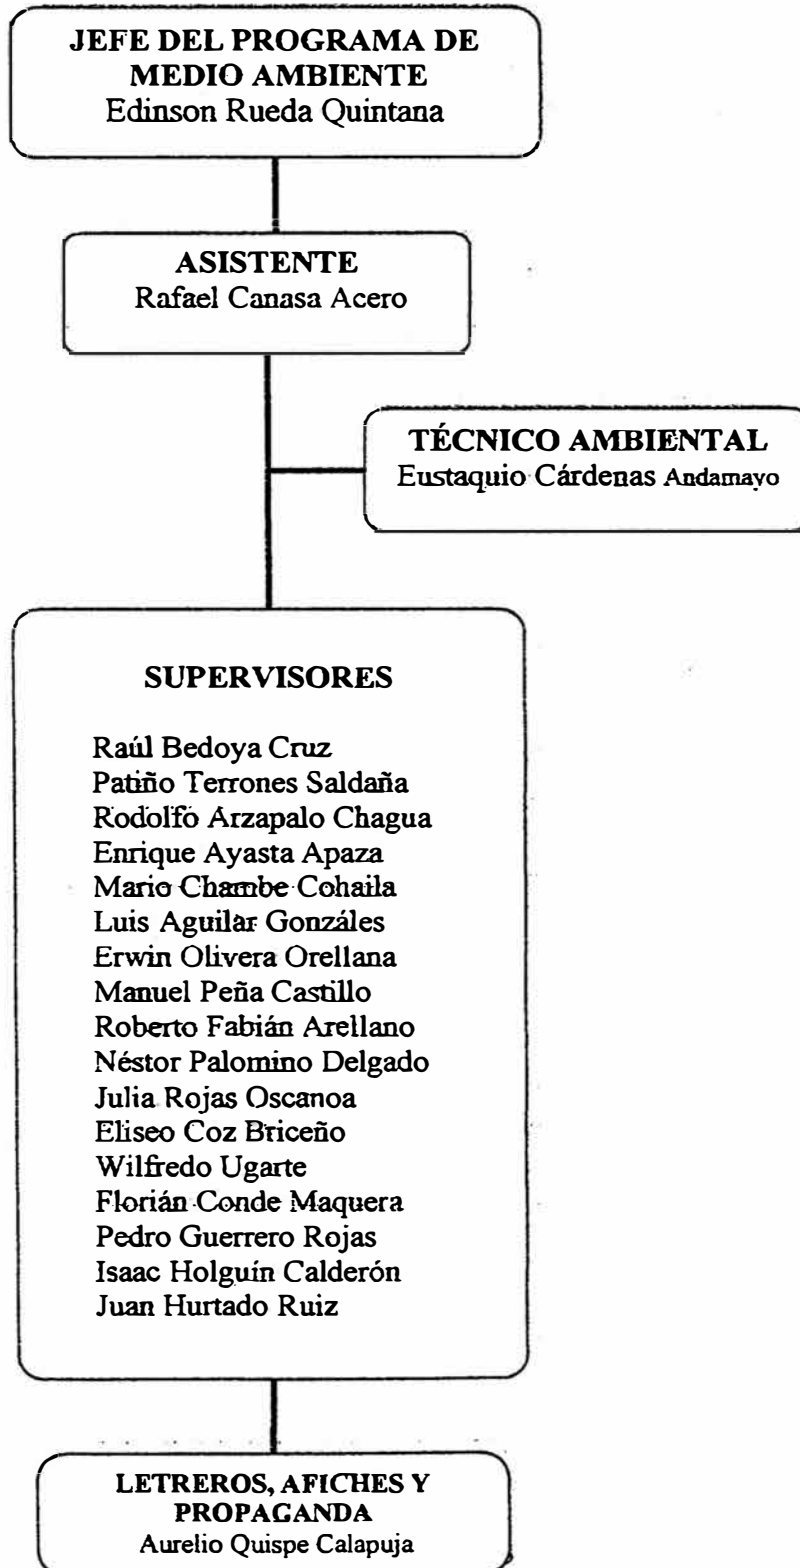 JEFE DEL PROGRAMA DE
MEDIO AMBIENTE
Edinson Rueda Quintana
ASISTENTE
Rafael Canasa Acero
TÉCNICO AMBIENTAL
Eustaquio Cárdenas Andamayo
SUPERVISORES
Raúl Bedoya Cruz
Patiño Terrones Saldaña
Rodolfo Arzapalo Chagua
Enrique Ayasta Apaza
Mario Chambe Cohaila
Luis Aguilar Gonzáles
Erwin Olivera Orellana
Manuel Peña Castillo
Roberto Fabián Arellano
Néstor Palomino Delgado
Julia Rojas Oscanoa
Eliseo Coz Briceño
Wilfredo Ugarte
Florián Conde Maquera
Pedro Guerrero Rojas
Isaac Holguín Calderón
Juan Hurtado Ruiz
LETREROS, AFICHES Y
PROPAGANDA
Aurelio Quispe Calapuja